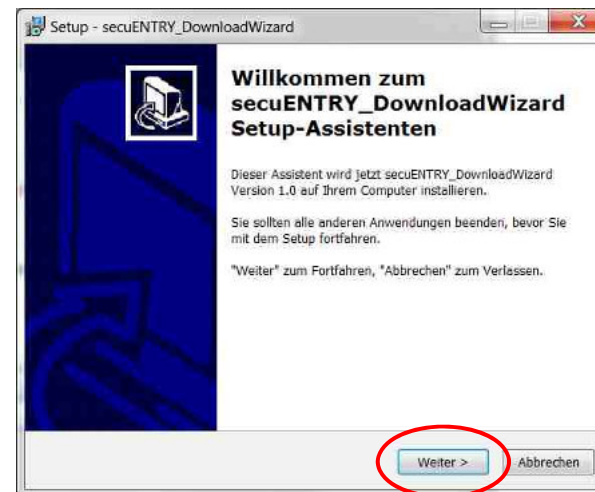 Setup - secuENTRY_DownloadWizard
Willkommen zum
secuENTRY_DownloadWizard
Setup-Assistenten
Dieser Assistent wird jetzt secuENTRY_DownloadWizard
Version 1.0 auf Ihrem Computer installieren.
Sie sollten alle anderen Anwendungen beenden, bevor Sie
mit dem Setup fortfahren.
"Weiter" zum Fortfahren, "Abbrechen" zum Verlassen.
Weiter >
Abbrechen